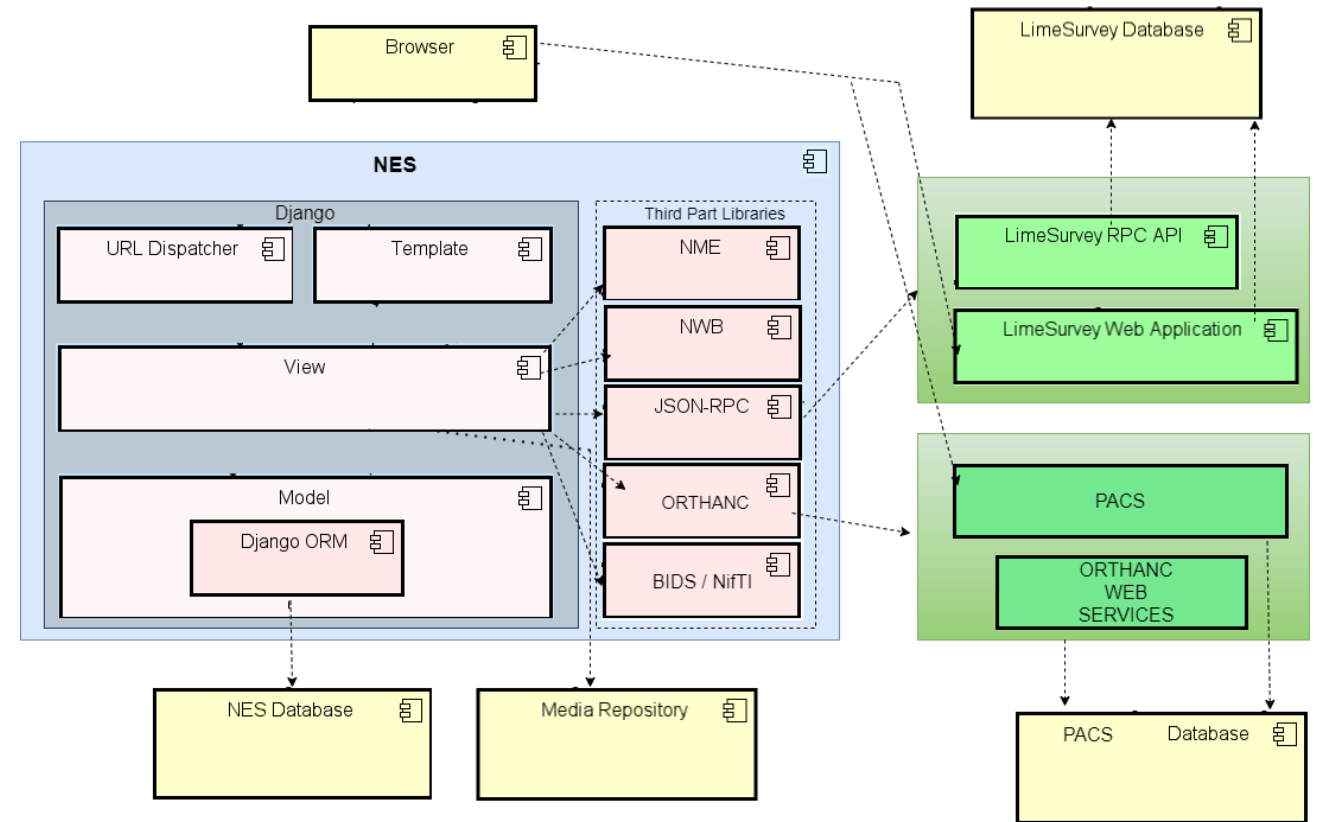 Browser
LimeSurvey Database
NES
Django
Third Part Libraries
URL Dispatcher
Template
NME
LimeSurvey RPC API
NWB
LimeSurvey Web Application
View
JSON-RPC
Model
ORTHANC
PACS
Django ORM
BIDS / NifTI
ORTHANC
WEB
SERVICES
NES Database
Media Repository
PACS Database